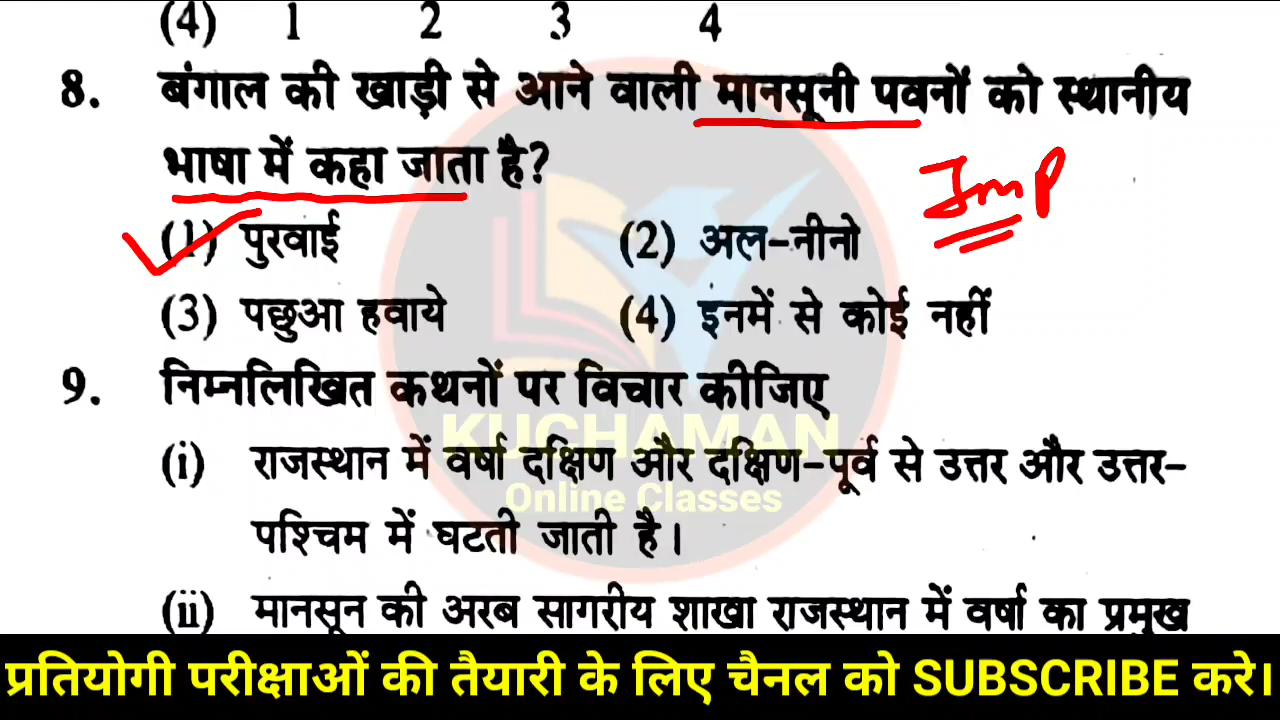 (4) 1 2 3 4
8. बंगाल की खाड़ी से आने वाली मानसूनी पवनों को स्थानीय
भाषा में कहा जाता है?
Imp
(1) पुरवाई (2) अल-नीनो
(3) पछुआ हवाये (4) इनमें से कोई नहीं
9. निम्नलिखित कथनों पर विचार कीजिए
KUCHAMAN
(i) राजस्थान में वर्षा दक्षिण और दक्षिण-पूर्व से उत्तर और उत्तर-
Online Classes
पश्चिम में घटती जाती है।
(ii) मानसून की अरब सागरीय शाखा राजस्थान में वर्षा का प्रमुख
प्रतियोगी परीक्षाओं की तैयारी के लिए चैनल को SUBSCRIBE करे।